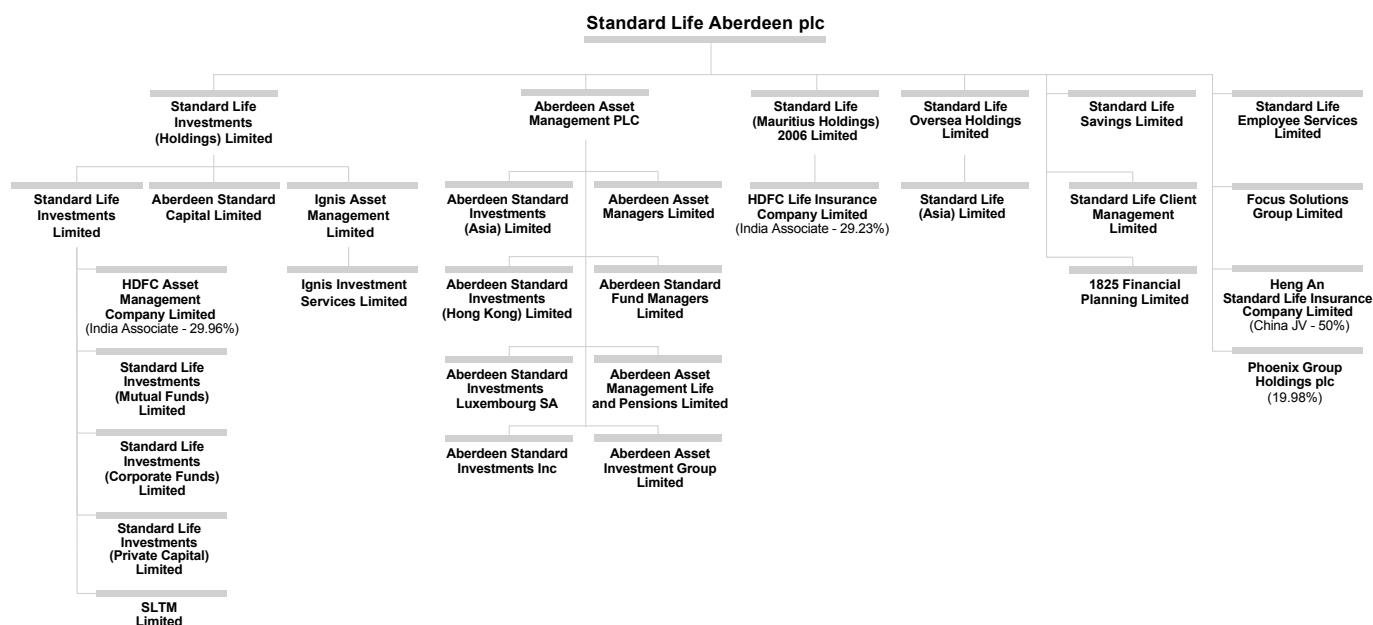 Standard Life Aberdeen plc
Standard Life
Investments
(Holdings) Limited
Aberdeen Asset
Management PLC
Standard Life
(Mauritius Holdings)
2006 Limited
Standard Life
Oversea Holdings
Limited
Standard Life
Savings Limited
Standard Life
Employee Services
Limited
Standard Life
Investments
Limited
Aberdeen Standard
Capital Limited
Ignis Asset
Management
Limited
Aberdeen Standard
Investments
(Asia) Limited
Aberdeen Asset
Managers Limited
HDFC Life Insurance
Company Limited
(India Associate - 29.23%)
Standard Life
(Asia) Limited
Standard Life Client
Management
Limited
Focus Solutions
Group Limited
HDFC Asset
Management
Company Limited
(India Associate - 29.96%)
Ignis Investment
Services Limited
Aberdeen Standard
Investments
(Hong Kong) Limited
Aberdeen Standard
Fund Managers
Limited
1825 Financial
Planning Limited
Heng An
Standard Life Insurance
Company Limited
(China JV - 50%)
Standard Life
Investments
(Mutual Funds)
Limited
Aberdeen Standard
Investments
Luxembourg SA
Aberdeen Asset
Management Life
and Pensions Limited
Phoenix Group
Holdings plc
(19.98%)
Standard Life
Investments
(Corporate Funds)
Limited
Aberdeen Standard
Investments Inc
Aberdeen Asset
Investment Group
Limited
Standard Life
Investments
(Private Capital)
Limited
SLTM
Limited